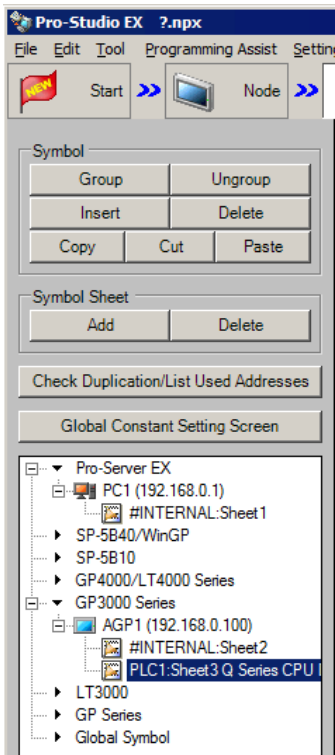 Pro-Studio EX ?.npx
File Edit Tool Programming Assist
NEW Start Node
Symbol
Group Ungroup
Insert Delete
Copy Cut Paste
Symbol Sheet
Add Delete
Check Duplication/List Used Addresses
Global Constant Setting Screen
Pro-Server EX
PC1 (192.168.0.1)
#INTERNAL:Sheet1
SP-5B40/WinGP
SP-5B10
GP4000/LT4000 Series
GP3000 Series
AGP1 (192.168.0.100)
#INTERNAL:Sheet2
PLC1:Sheet3 Q Series CPU
LT3000
GP Series
Global Symbol